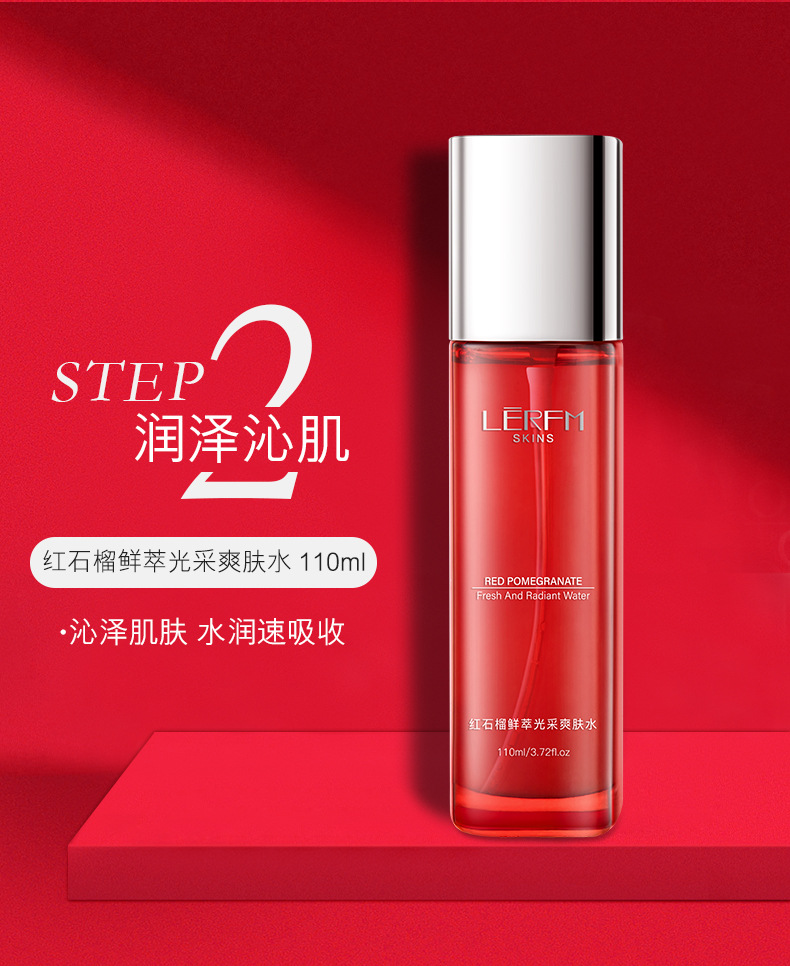 STEP 2
润泽沁肌
红石榴鲜萃光采爽肤水 110ml
·沁泽肌肤 水润速吸收
LERFM
SKINS
RED POMEGRANATE
Fresh And Radiant Water
红石榴鲜萃光采爽肤水
110ml/3.72fl.oz